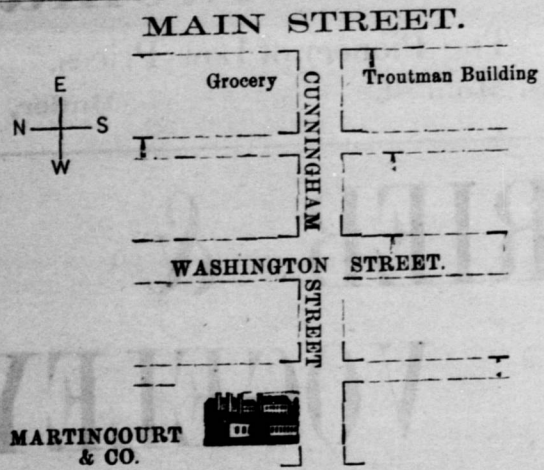 MAIN STREET.
Grocery
Troutman Building
CUNNINGHAM
E
N S
W
WASHINGTON STREET.
STREET
MARTINCOURT
& CO.